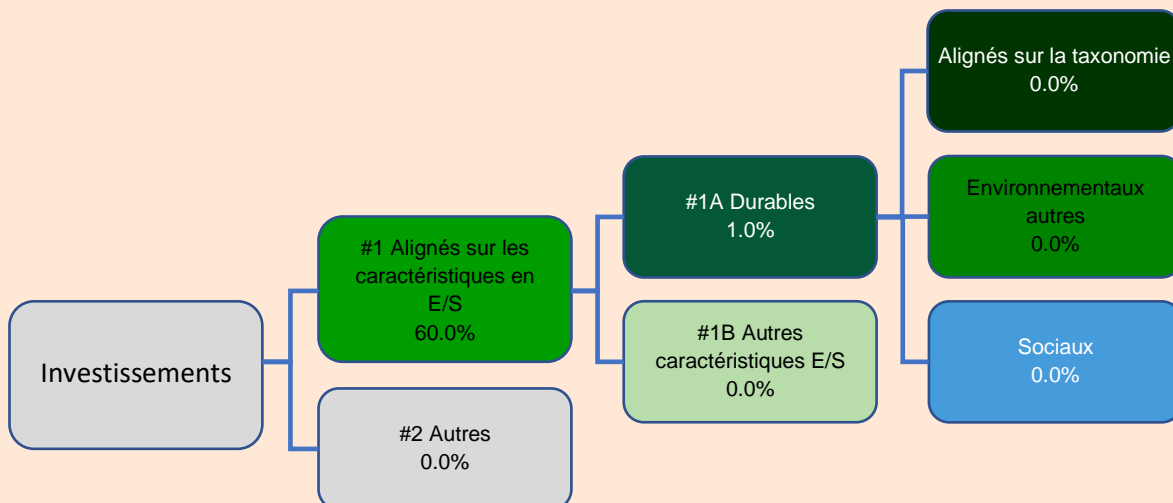 Investissements
#1 Alignés sur les
caractéristiques en
E/S
60.0%
#2 Autres
0.0%
#1A Durables
1.0%
#1B Autres
caractéristiques E/S
0.0%
Alignés sur la taxonomie
0.0%
Environnementaux
autres
0.0%
Sociaux
0.0%